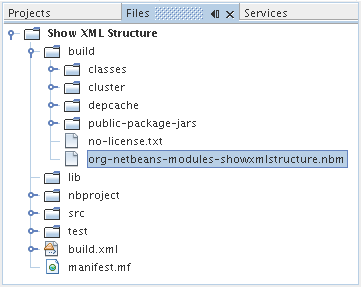 Projects Files Services
Show XML Structure
build
classes
cluster
depcache
public-package-jars
no-license.txt
org-netbeans-modules-showxmlstructure.nbm
lib
nbproject
src
test
build.xml
manifest.mf